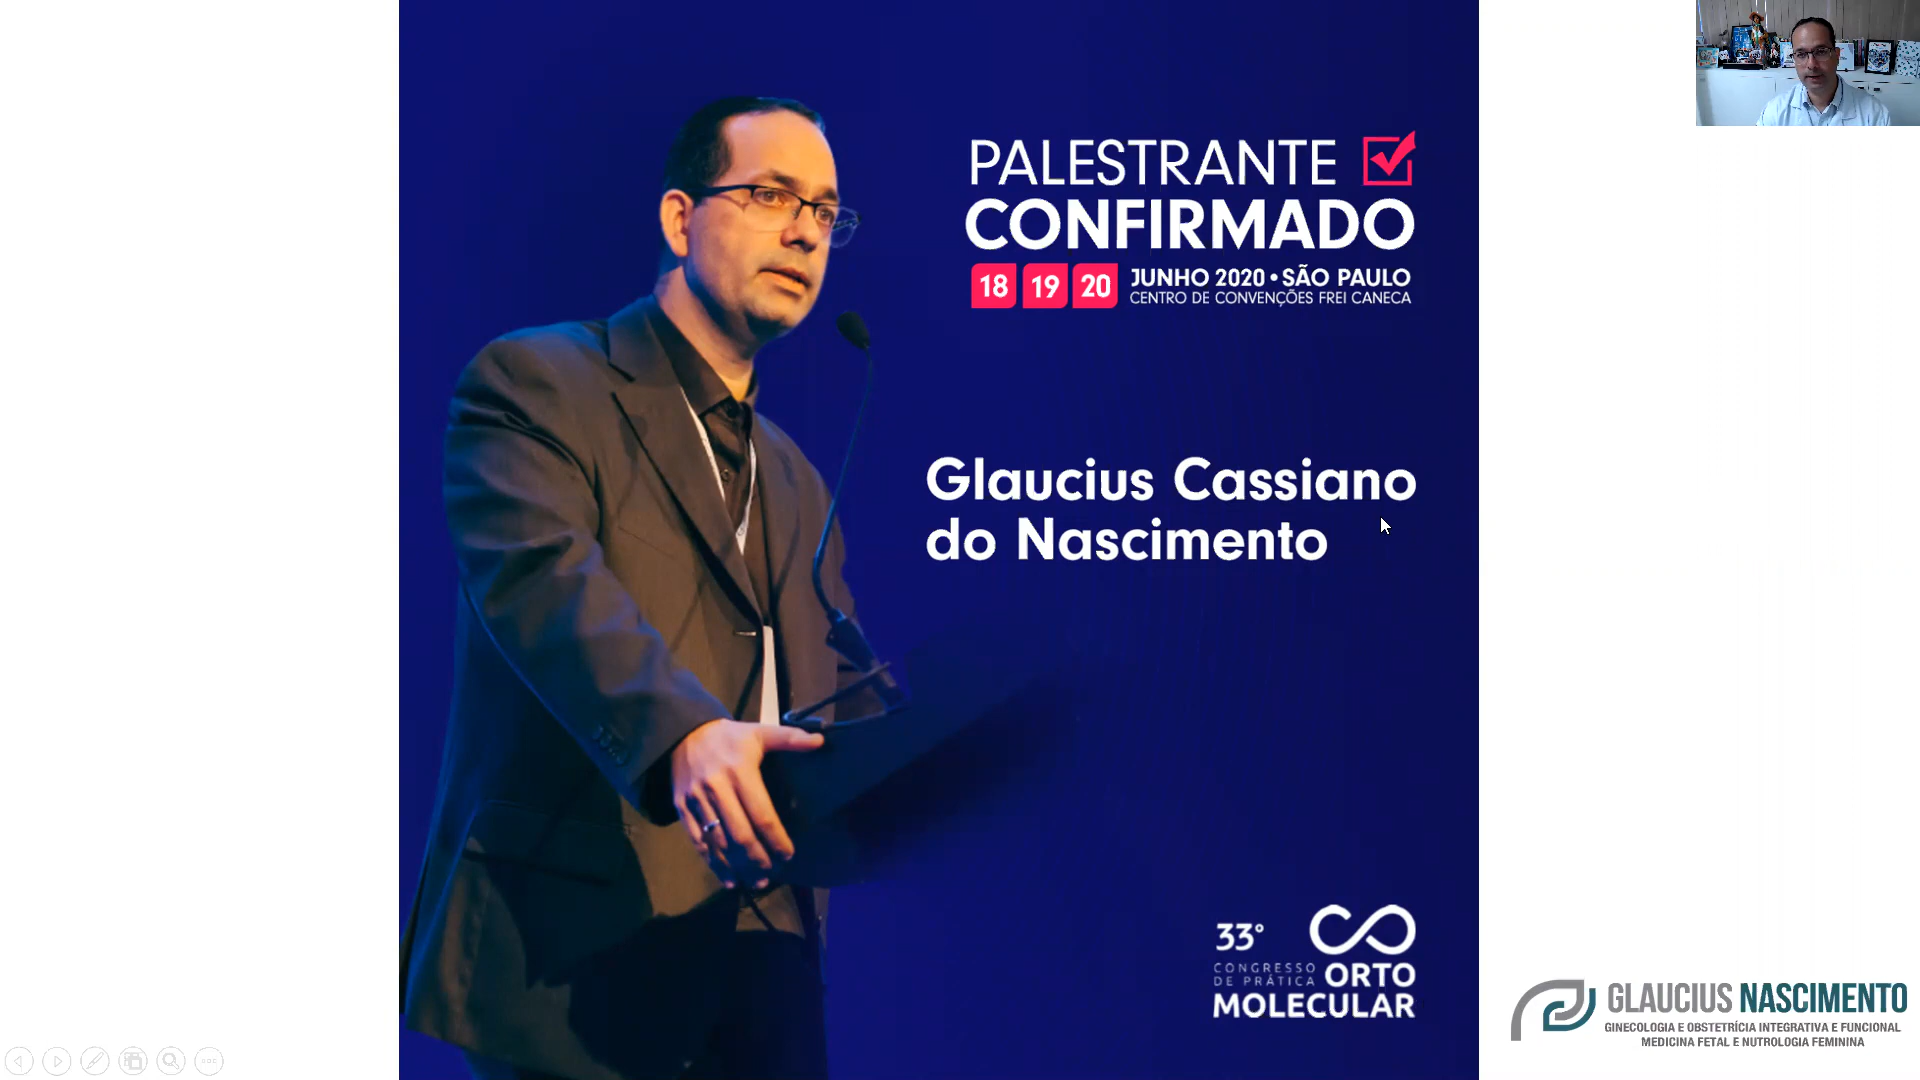 PALESTRANTE
CONFIRMADO
18 19 20 JUNHO 2020 • SÃO PAULO
CENTRO DE CONVENÇÕES FREI CANECA
Glaucius Cassiano
do Nascimento
33°
CONGRESSO
DE PRÁTICA
ORTO
MOLECULAR
GLAUCIUS NASCIMENTO
GINECOLOGIA E OBSTETRÍCIA INTEGRATIVA E FUNCIONAL
MEDICINA FETAL E NUTROLOGIA FEMININA